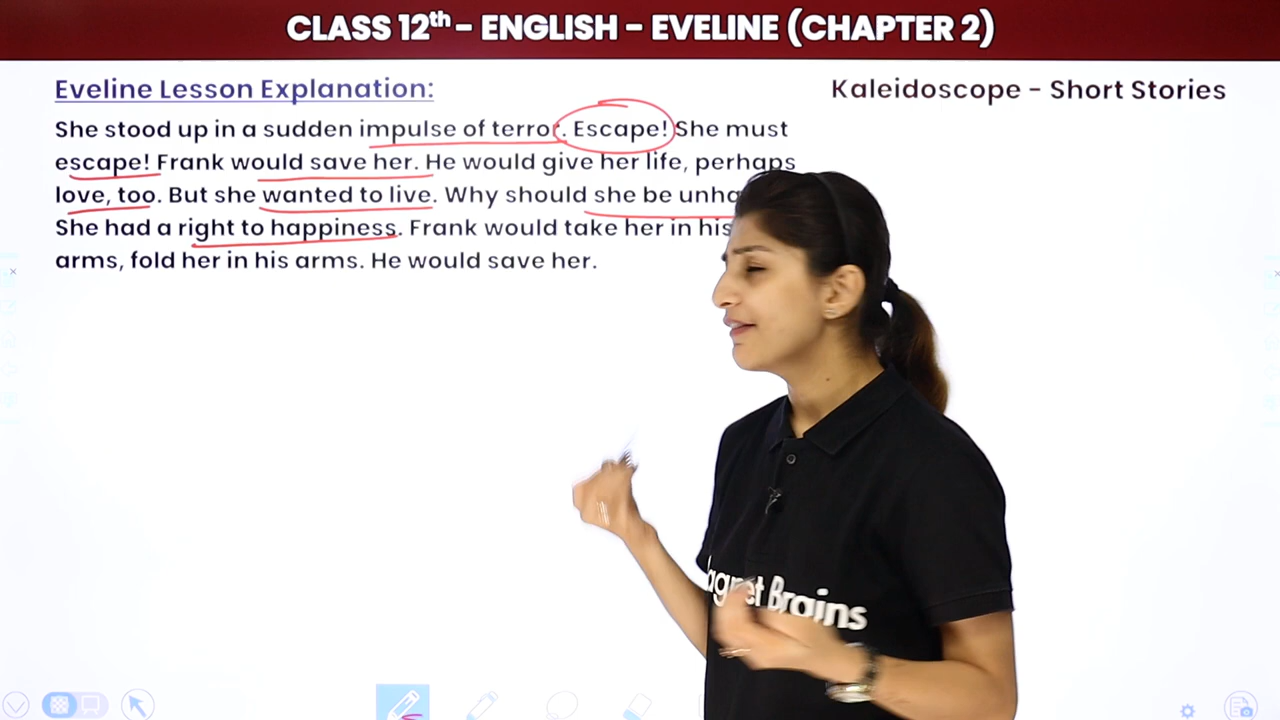 CLASS 12th - ENGLISH - EVELINE (CHAPTER 2)
Eveline Lesson Explanation:
Kaleidoscope - Short Stories
She stood up in a sudden impulse of terror. Escape! She must
escape! Frank would save her. He would give her life, perhaps
love, too. But she wanted to live. Why should she be unha
She had a right to happiness. Frank would take her in his
arms, fold her in his arms. He would save her.
agnet Brains